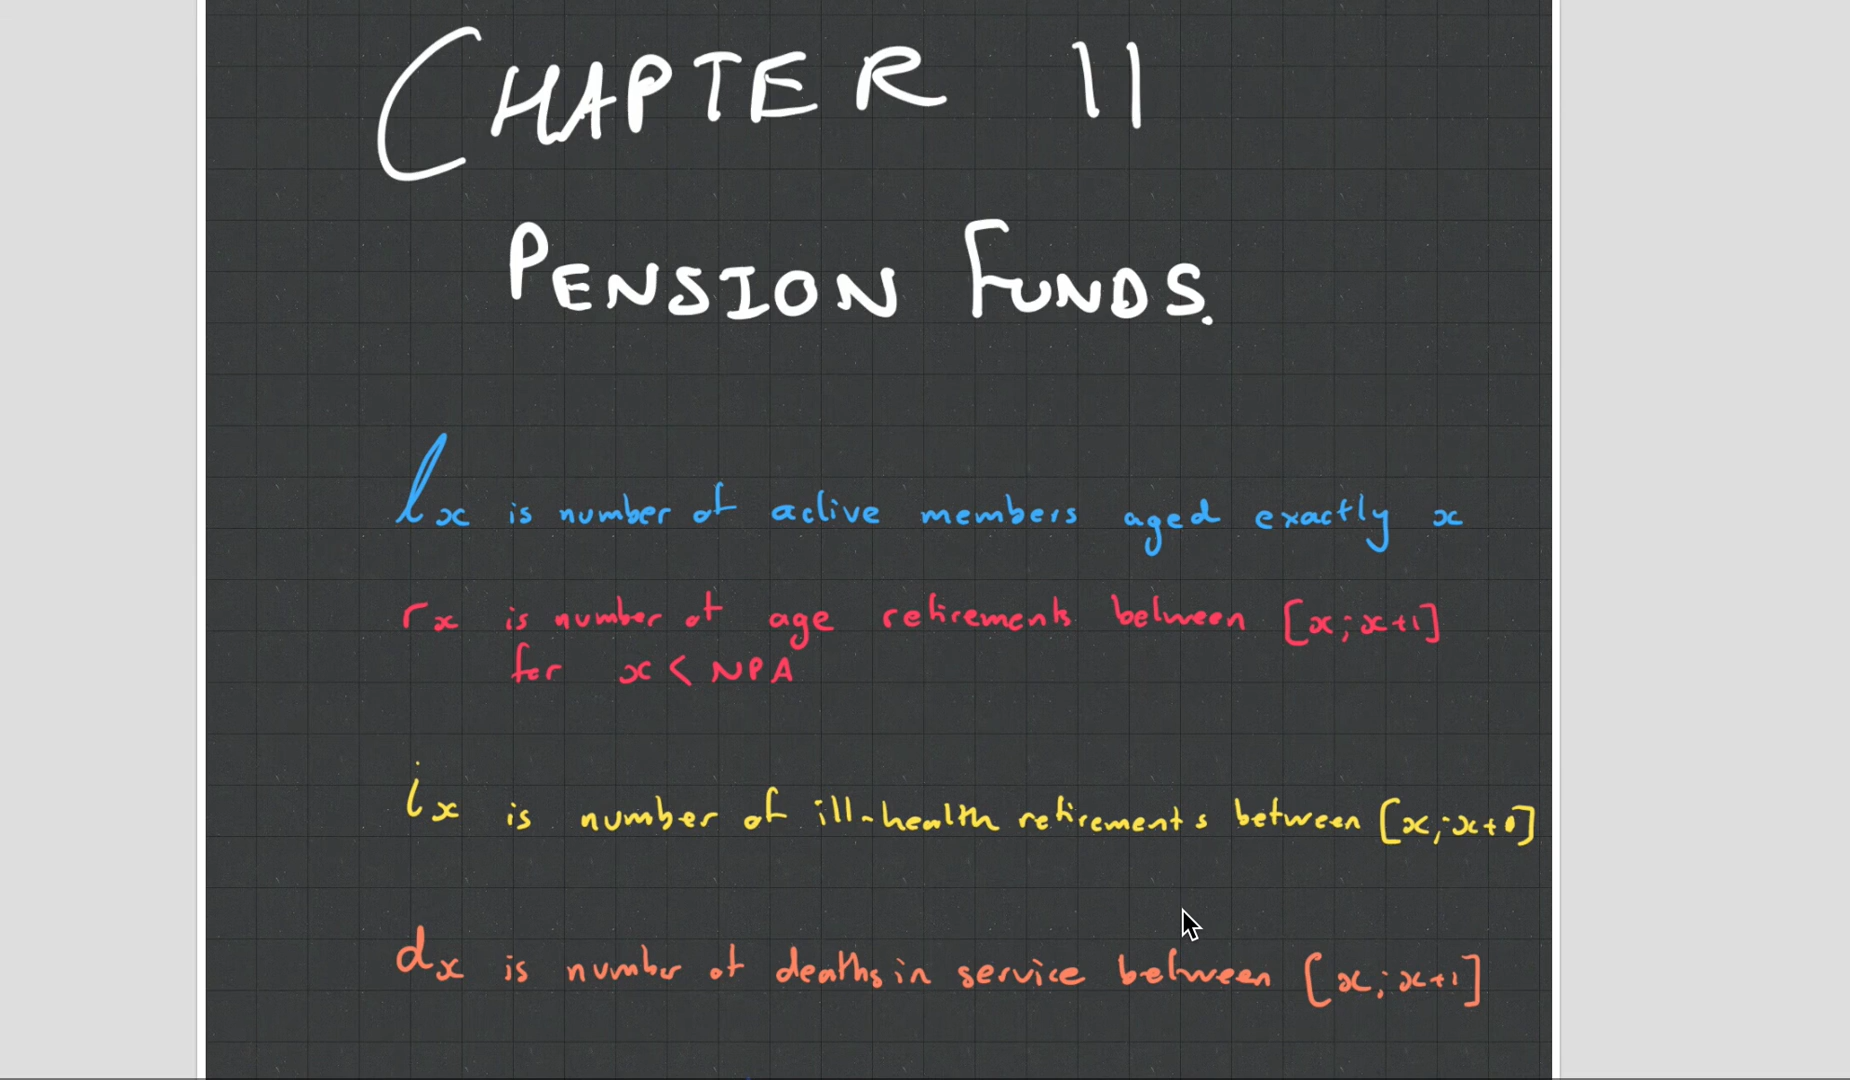 CHAPTER 11
PENSION FUNDS.
lx is number of active members aged exactly x
rx is number of age retirements between [x; x+1]
for x < NPA
ix is number of ill-health retirements between [x; x+1]
dx is number of deaths in service between [x; x+1]